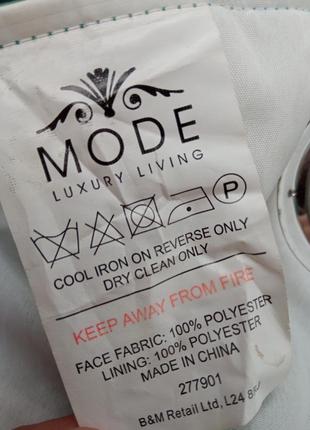 MODE
LUXURY LIVING
P
COOL IRON ON REVERSE ONLY
DRY CLEAN ONLY
KEEP AWAY FROM FIRE
FACE FABRIC: 100% POLYESTER
LINING: 100% POLYESTER
MADE IN CHINA
277901
B&M Retail Ltd, L24